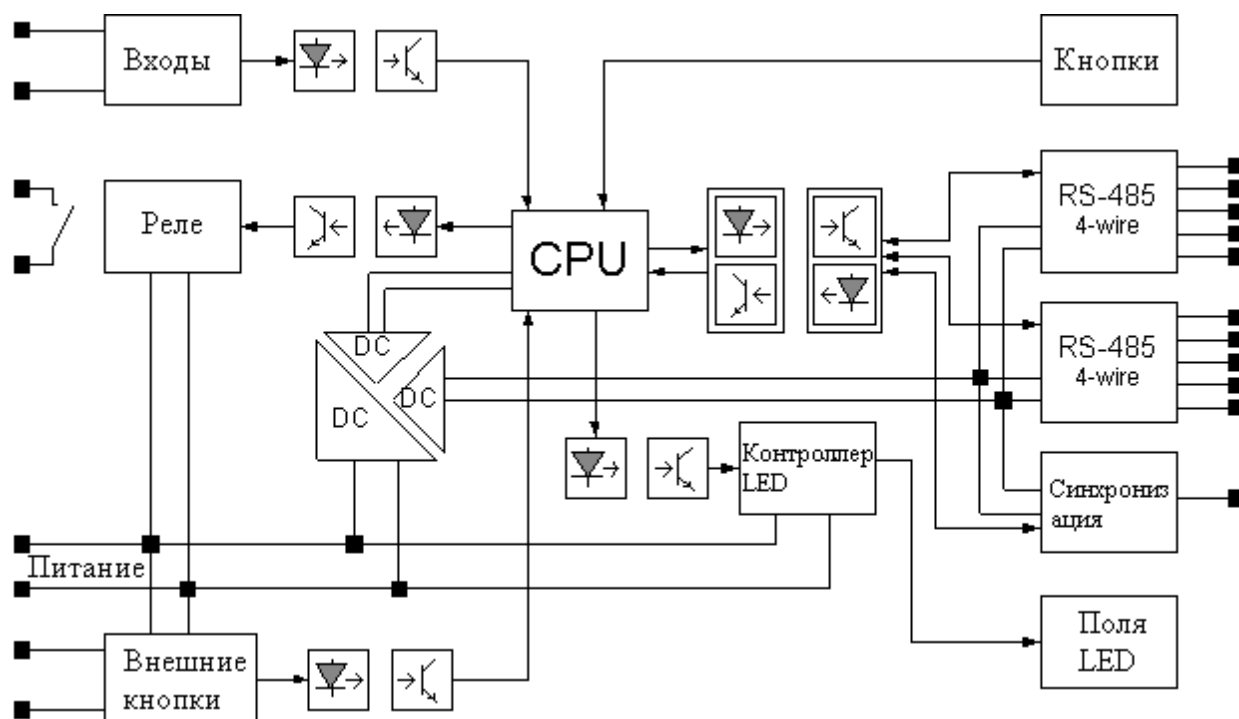 Входы
Кнопки
Реле
CPU
RS-485
4-wire
DC
DC
DC
RS-485
4-wire
Контроллер
LED
Синхрониз
ация
Питание
Поля
LED
Внешние
кнопки